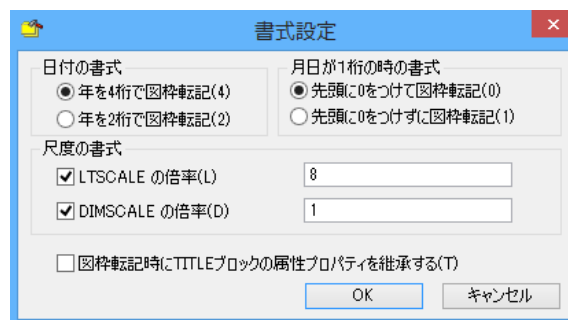 書式設定
日付の書式
年を4桁で図枠転記(4)
年を2桁で図枠転記(2)
月日が1桁の時の書式
先頭に0をつけて図枠転記(0)
先頭に0をつけずに図枠転記(1)
尺度の書式
LTSCALE の倍率(L) 8
DIMSCALE の倍率(D) 1
図枠転記時にTITLEブロックの属性プロパティを継承する(T)
OK キャンセル